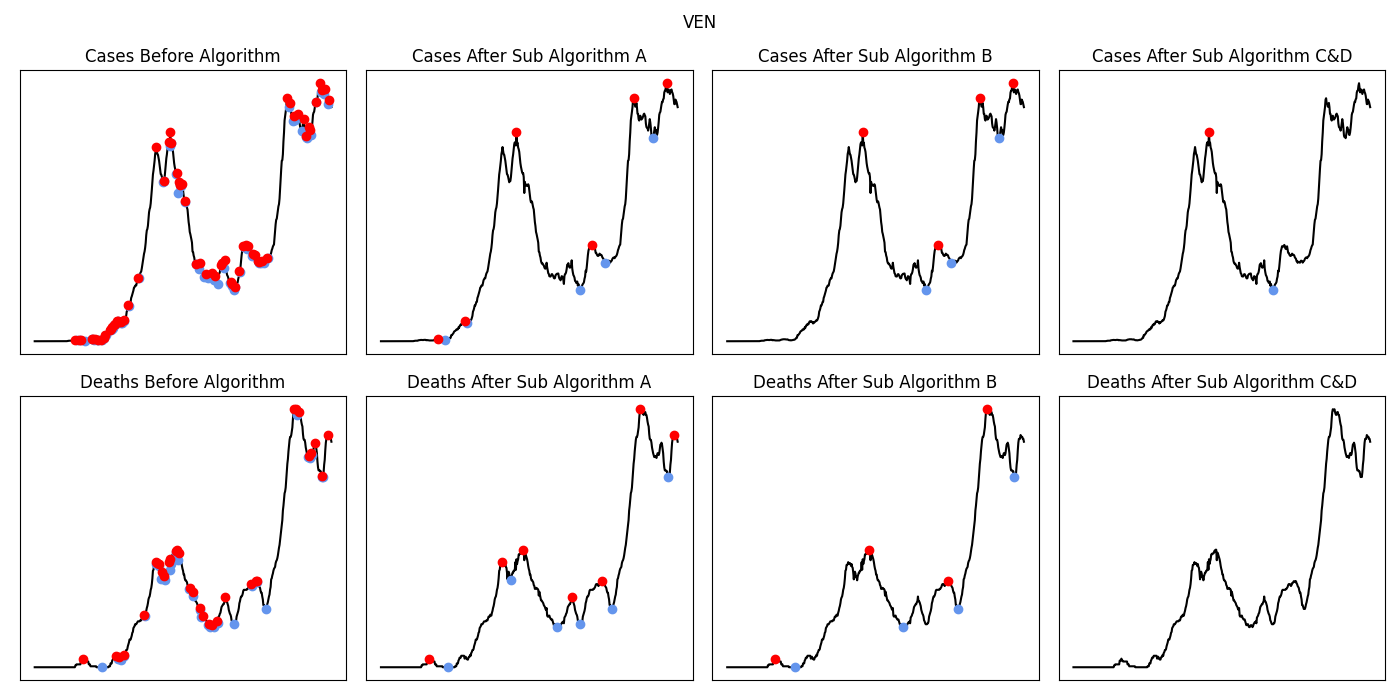 VEN
Cases Before Algorithm
Cases After Sub Algorithm A
Cases After Sub Algorithm B
Cases After Sub Algorithm C&D
Deaths Before Algorithm
Deaths After Sub Algorithm A
Deaths After Sub Algorithm B
Deaths After Sub Algorithm C&D